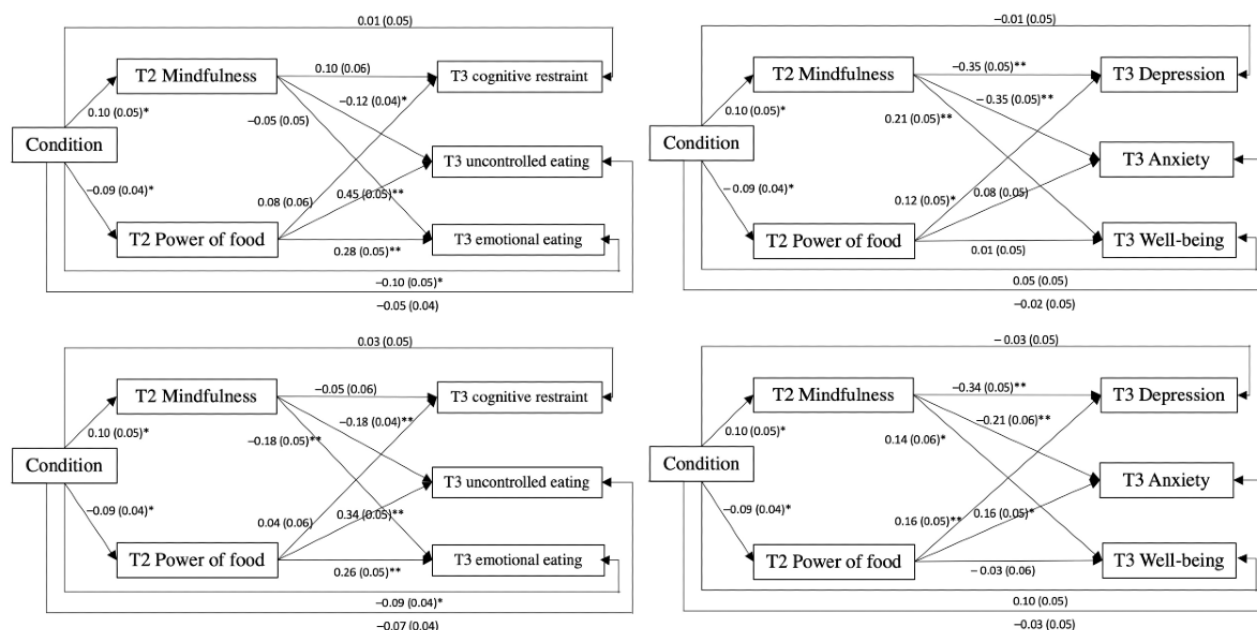 0.01 (0.05)
T2 Mindfulness
0.10 (0.06)
T3 cognitive restraint
−0.12 (0.04)*
0.10 (0.05)*
−0.05 (0.05)
Condition
T3 uncontrolled eating
−0.09 (0.04)*
0.45 (0.05)**
0.08 (0.06)
T2 Power of food
T3 emotional eating
0.28 (0.05)**
−0.10 (0.05)*
−0.05 (0.04)
−0.01 (0.05)
T2 Mindfulness
−0.35 (0.05)**
T3 Depression
−0.35 (0.05)**
0.10 (0.05)*
0.21 (0.05)**
Condition
T3 Anxiety
−0.09 (0.04)*
0.08 (0.05)
0.12 (0.05)*
T2 Power of food
T3 Well-being
0.01 (0.05)
0.05 (0.05)
−0.02 (0.05)
0.03 (0.05)
T2 Mindfulness
−0.05 (0.06)
T3 cognitive restraint
−0.18 (0.04)**
0.10 (0.05)*
−0.18 (0.05)**
Condition
T3 uncontrolled eating
−0.09 (0.04)*
0.34 (0.05)**
0.04 (0.06)
T2 Power of food
T3 emotional eating
0.26 (0.05)**
−0.09 (0.04)*
−0.07 (0.04)
− 0.03 (0.05)
T2 Mindfulness
−0.34 (0.05)**
T3 Depression
−0.21 (0.06)**
0.10 (0.05)*
0.14 (0.06)*
Condition
T3 Anxiety
−0.09 (0.04)*
0.16 (0.05)*
0.16 (0.05)**
T2 Power of food
T3 Well-being
− 0.03 (0.06)
0.10 (0.05)
−0.03 (0.05)